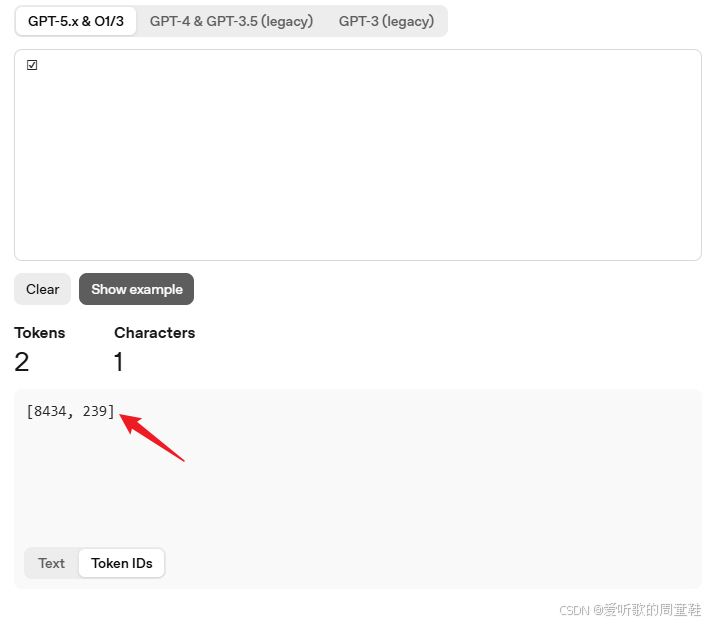 GPT-5.x & O1/3 GPT-4 & GPT-3.5 (legacy) GPT-3 (legacy)
☑
Clear Show example
Tokens Characters
2 1
[8434, 239]
Text Token IDs
CSDN @爱听歌的周童鞋